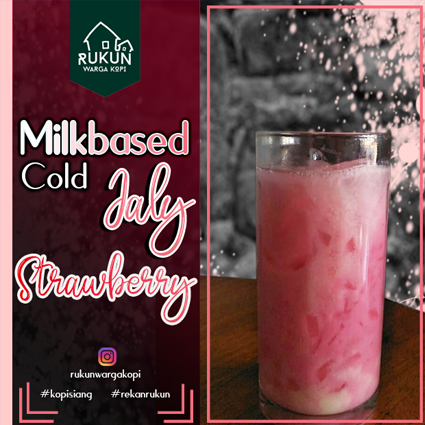 RUKUN
WARGA KOPI
Milkbased
Cold
Jaly
Strawberry
rukunwargakopi
#kopisiang #rekanrukun